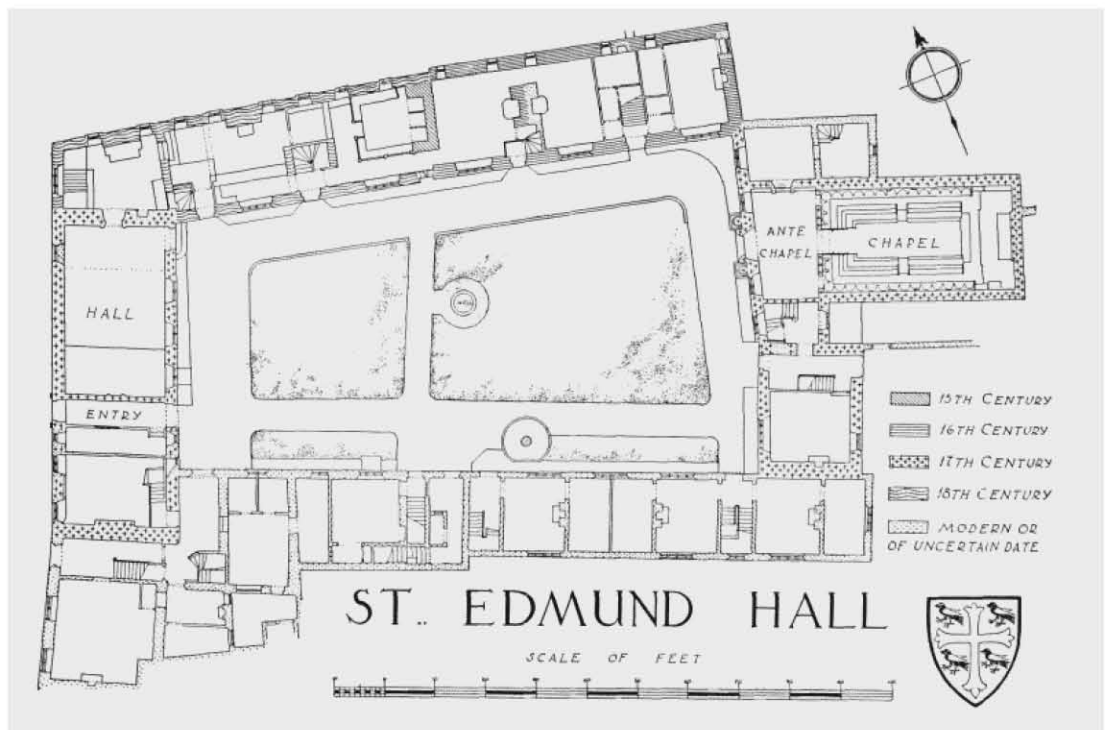 ANTE
CHAPEL
CHAPEL
HALL
ENTRY
15TH CENTURY
16TH CENTURY
17TH CENTURY
18TH CENTURY
MODERN OR
OF UNCERTAIN DATE
ST. EDMUND HALL
SCALE OF FEET